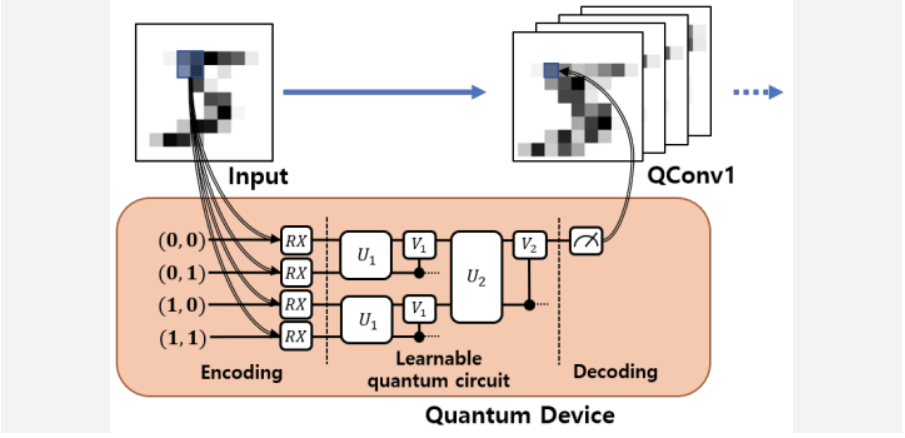 Input
QConv1
(0, 0) RX U₁ V₁ U₂ V₂
(0, 1) RX
(1, 0) RX U₁ V₁
(1, 1) RX
Encoding
Learnable
quantum circuit
Decoding
Quantum Device